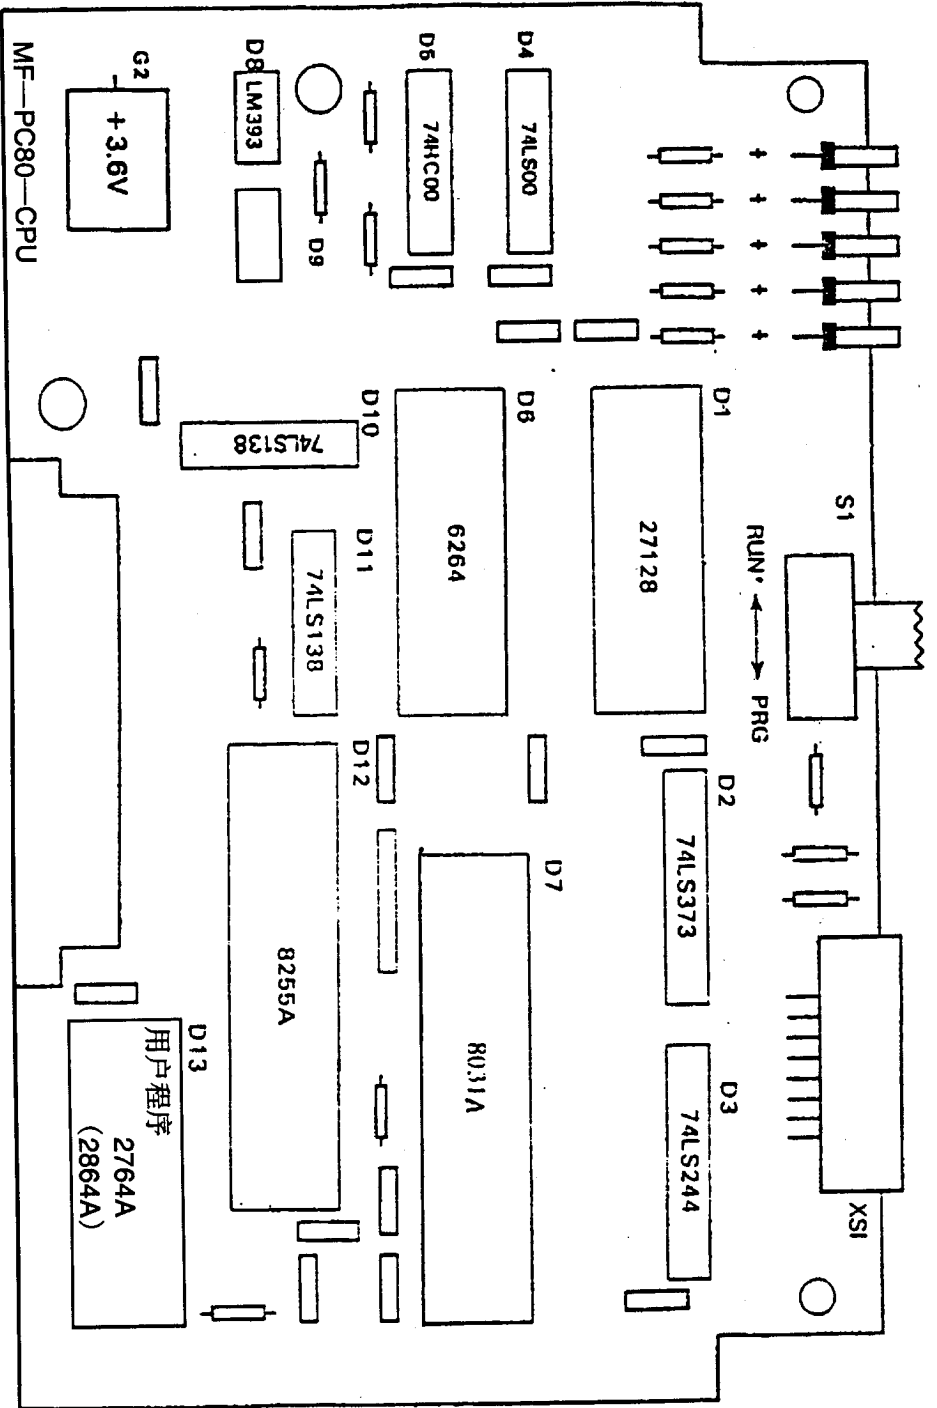 D4
74LS00
D5
74HC00
D8
LM393
D9
G2
+3.6V
MF—PC80—CPU
+
+
+
+
+
D1
27128
D6
6264
D10
74LS138
D11
74LS138
S1
RUN ⟷ PRG
D2
74LS373
D3
74LS244
D7
8031A
D12
8255A
D13
用户程序
2764A
(2864A)
XSI